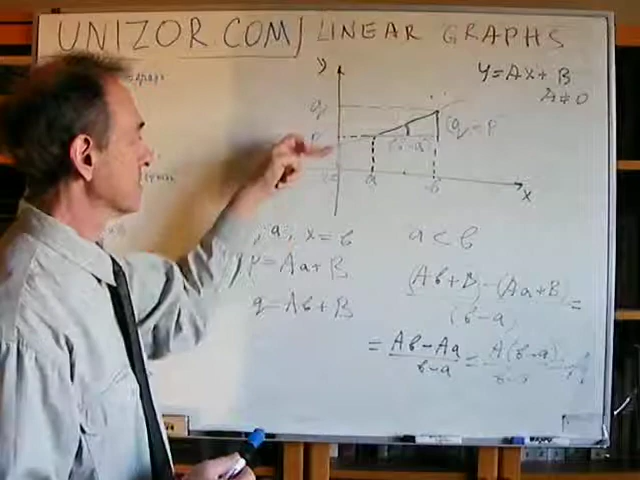 UNIZOR.COM/LINEAR GRAPHS
y
y=Ax+B
A≠0
q
p
(q-p
(b-a)
a
b
x
a, x=b
a<b
p=Aa+B
q=Ab+B
(Ab+B)-(Aa+B)
(b-a)
=
= Ab-Aa
b-a
= A(b-a)